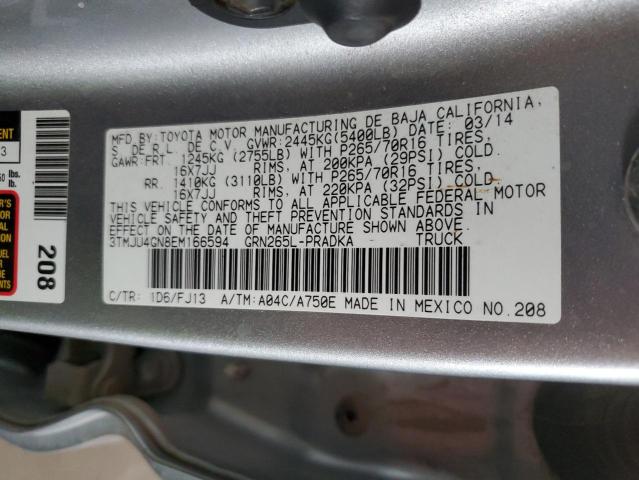 MFD.BY:TOYOTA MOTOR MANUFACTURING DE BAJA CALIFORNIA,
S. DE R.L. DE C.V. GVWR:2445KG(5400LB) DATE: 03/14
GAWR:FRT. 1245KG (2755LB) WITH P265/70R16 TIRES,
16X7JJ RIMS, AT 200KPA (29PSI) COLD.
RR. 1410KG (3110LB) WITH P265/70R16 TIRES,
16X7JJ RIMS, AT 220KPA (32PSI) COLD
THIS VEHICLE CONFORMS TO ALL APPLICABLE FEDERAL MOTOR
VEHICLE SAFETY AND THEFT PREVENTION STANDARDS IN
EFFECT ON THE DATE OF MANUFACTURE SHOWN ABOVE.
3TMJU4GN8EM166594 GRN265L-PRADKA TRUCK
C/TR: 1D6/FJ13 A/TM:A04C/A750E MADE IN MEXICO NO.208
208
lbs.
lb.